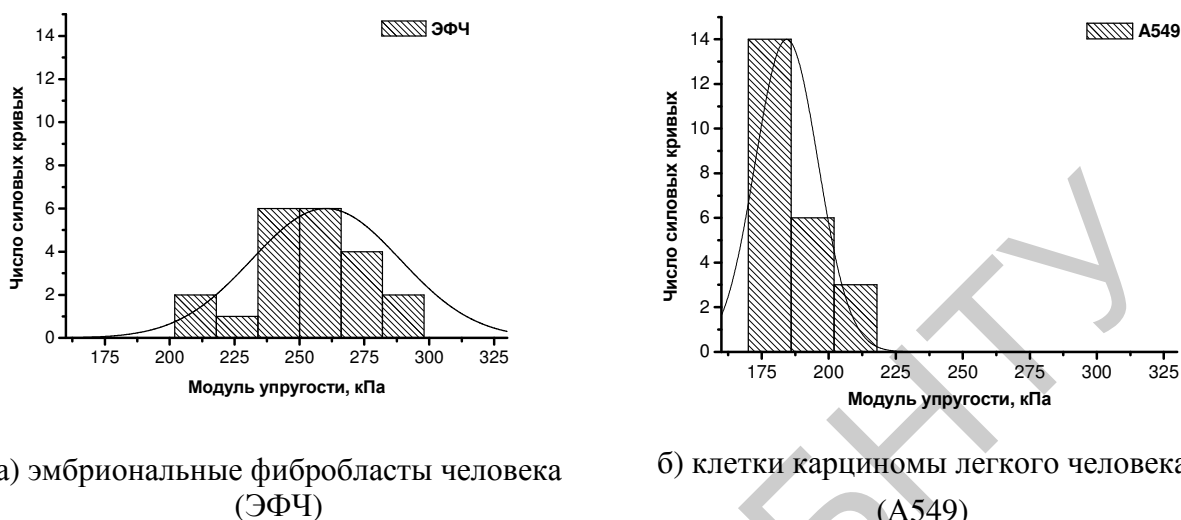 ЭФЧ
Число силовых кривых
14
12
10
8
6
4
2
0
175 200 225 250 275 300 325
Модуль упругости, кПа
а) эмбриональные фибробласты человека
(ЭФЧ)
A549
Число силовых кривых
14
12
10
8
6
4
2
0
175 200 225 250 275 300 325
Модуль упругости, кПа
б) клетки карциномы легкого человека
(А549)
БНТУ